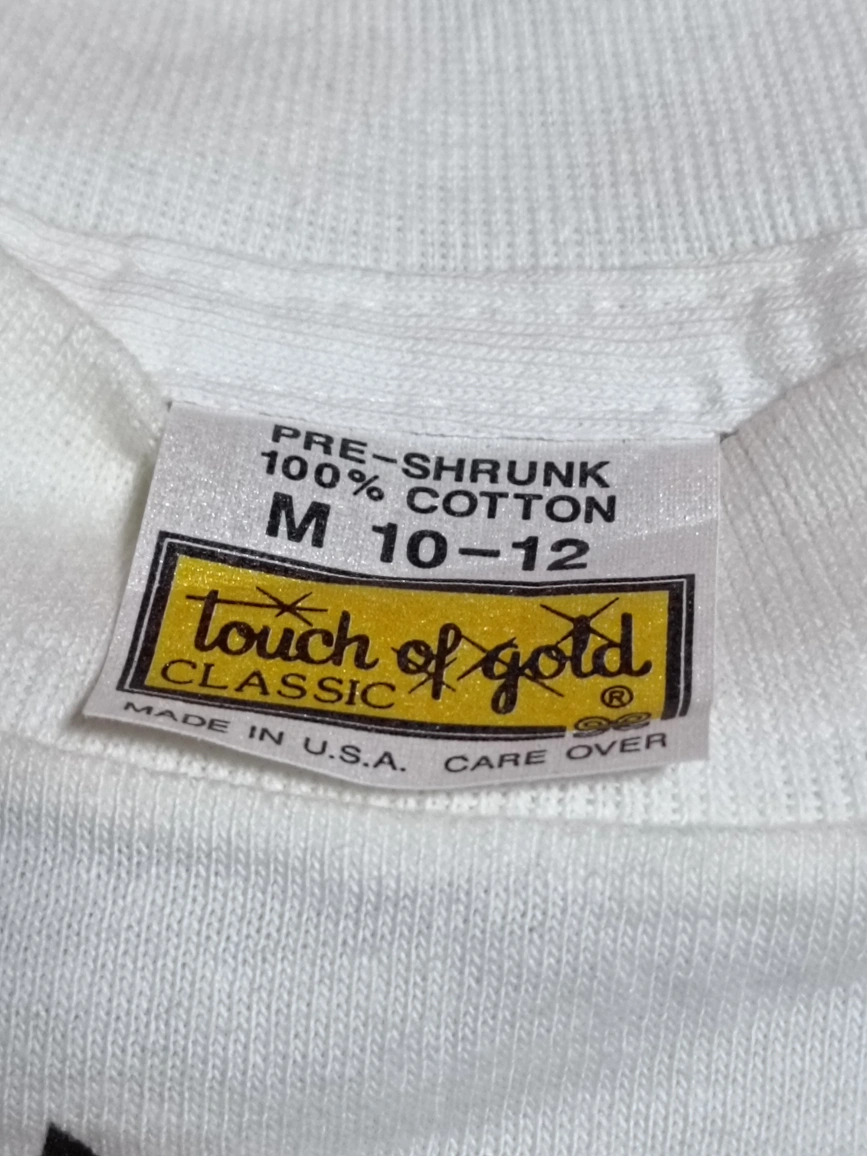 PRE-SHRUNK
100% COTTON
M 10-12
touch of gold
CLASSIC ®
MADE IN U.S.A. CARE OVER